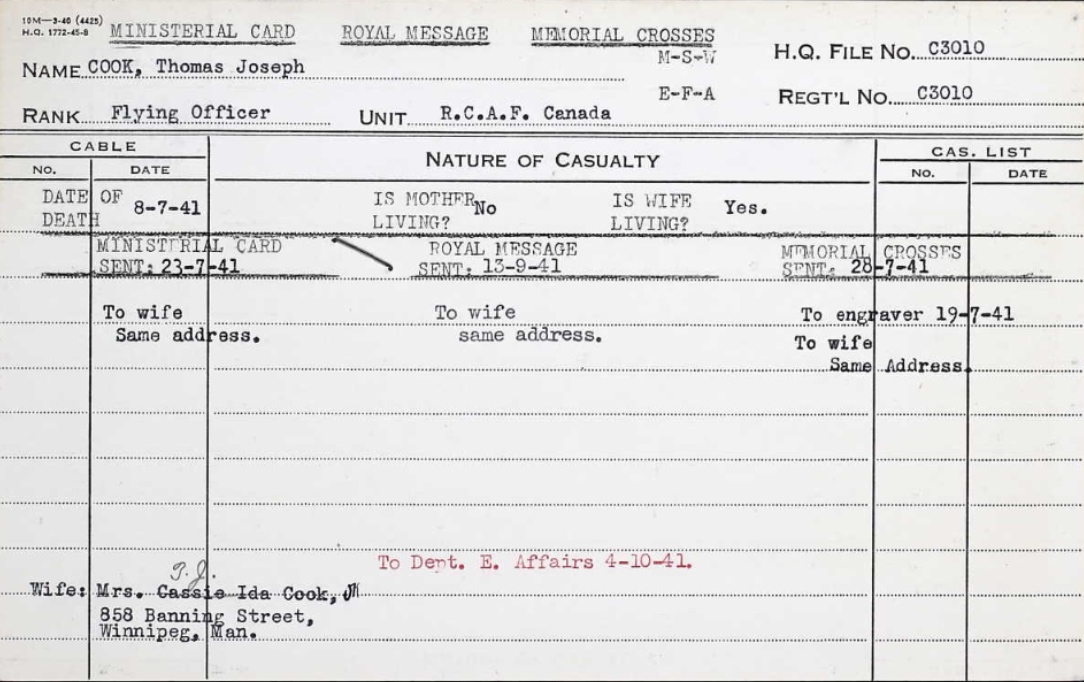 10M—3-40 (4425)
H.Q. 1772-45-8
MINISTERIAL CARD ROYAL MESSAGE MEMORIAL CROSSES
M-S-W
H.Q. FILE NO. C3010
NAME COOK, Thomas Joseph
E-F-A
REGT'L NO. C3010
RANK Flying Officer UNIT R.C.A.F. Canada
CABLE NATURE OF CASUALTY CAS. LIST
NO. DATE NO. DATE
DATE OF DEATH 8-7-41 IS MOTHER LIVING? No IS WIFE LIVING? Yes.
MINISTERIAL CARD ROYAL MESSAGE MEMORIAL CROSSES
SENT: 23-7-41 SENT: 13-9-41 SENT: 28-7-41
To wife To wife To engraver 19-7-41
Same address. same address. To wife
Same Address.
To Dept. E. Affairs 4-10-41.
T.J.
Wife: Mrs. Cassie Ida Cook,
858 Banning Street,
Winnipeg, Man.